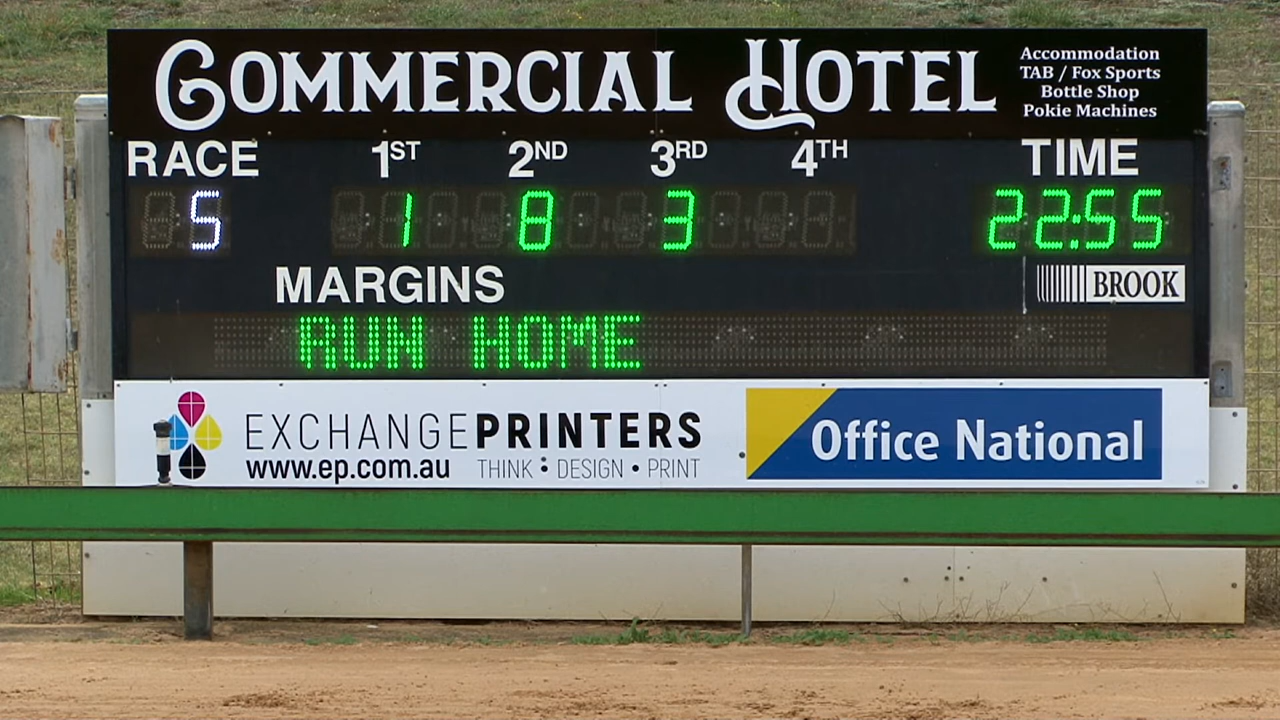 COMMERCIAL HOTEL
Accommodation
TAB / Fox Sports
Bottle Shop
Pokie Machines
RACE 1ST 2ND 3RD 4TH TIME
5 1 8 3 22:55
MARGINS
BROOK
RUN HOME
EXCHANGEPRINTERS
www.ep.com.au THINK : DESIGN • PRINT
Office National